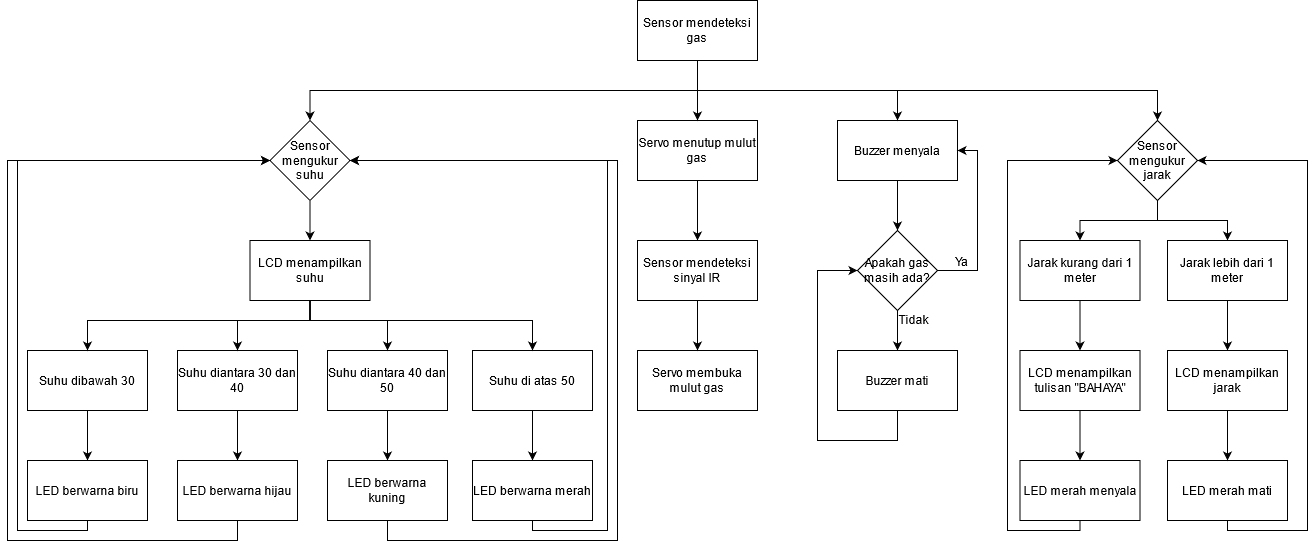 Sensor mendeteksi
gas
Sensor
mengukur
suhu
Servo menutup mulut
gas
Buzzer menyala
Sensor
mengukur
jarak
LCD menampilkan
suhu
Sensor mendeteksi
sinyal IR
Apakah gas
masih ada?
Ya
Tidak
Jarak kurang dari 1
meter
Jarak lebih dari 1
meter
Suhu dibawah 30
Suhu diantara 30 dan
40
Suhu diantara 40 dan
50
Suhu di atas 50
Servo membuka
mulut gas
Buzzer mati
LCD menampilkan
tulisan "BAHAYA"
LCD menampilkan
jarak
LED berwarna biru
LED berwarna hijau
LED berwarna
kuning
LED berwarna merah
LED merah menyala
LED merah mati